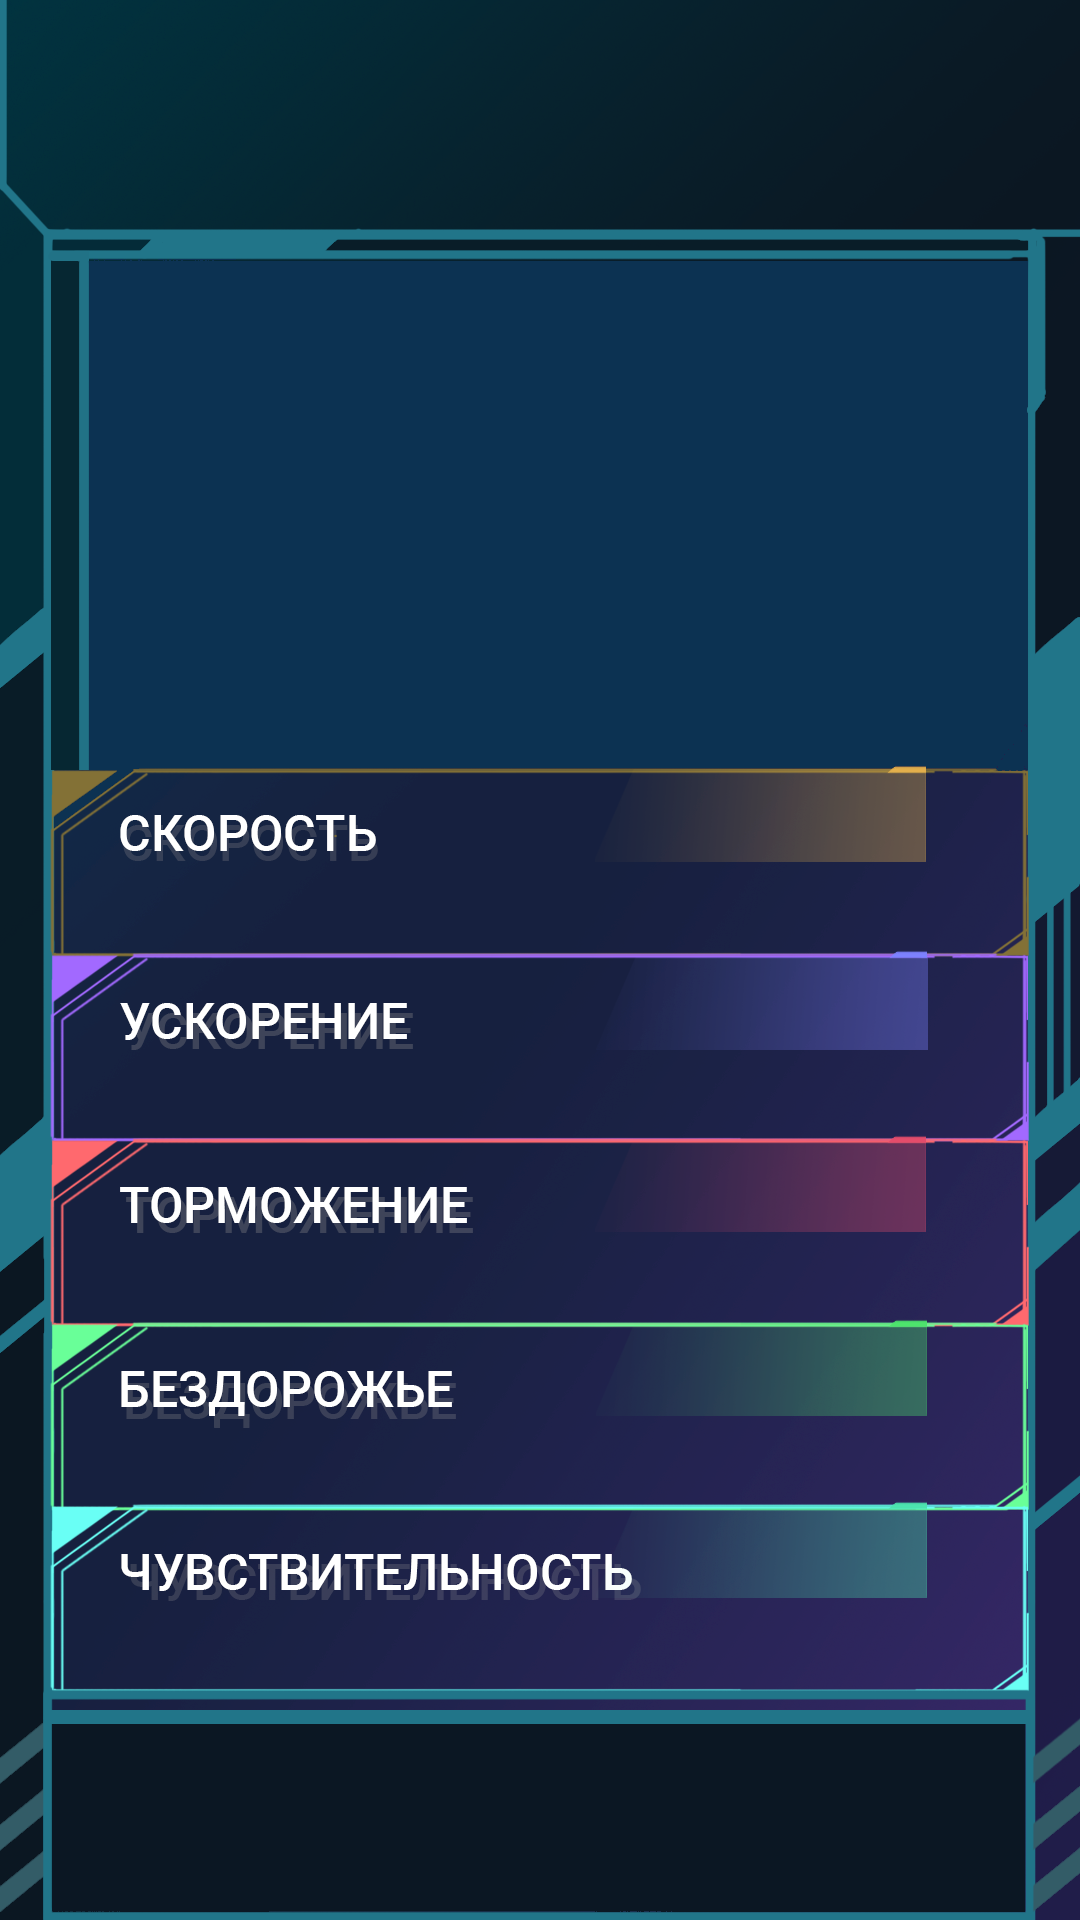 СКОРОСТЬ
УСКОРЕНИЕ
ТОРМОЖЕНИЕ
БЕЗДОРОЖЬЕ
ЧУВСТВИТЕЛЬНОСТЬ